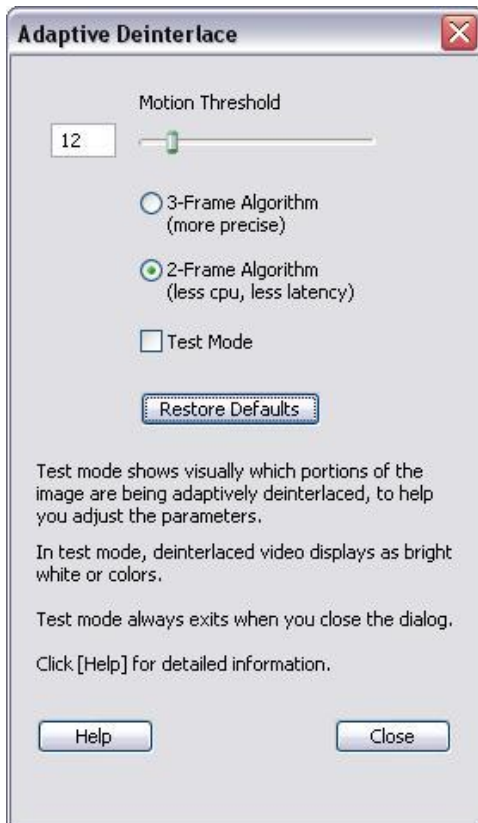 Adaptive Deinterlace
Motion Threshold
12
3-Frame Algorithm
(more precise)
2-Frame Algorithm
(less cpu, less latency)
Test Mode
Restore Defaults
Test mode shows visually which portions of the
image are being adaptively deinterlaced, to help
you adjust the parameters.
In test mode, deinterlaced video displays as bright
white or colors.
Test mode always exits when you close the dialog.
Click [Help] for detailed information.
Help
Close